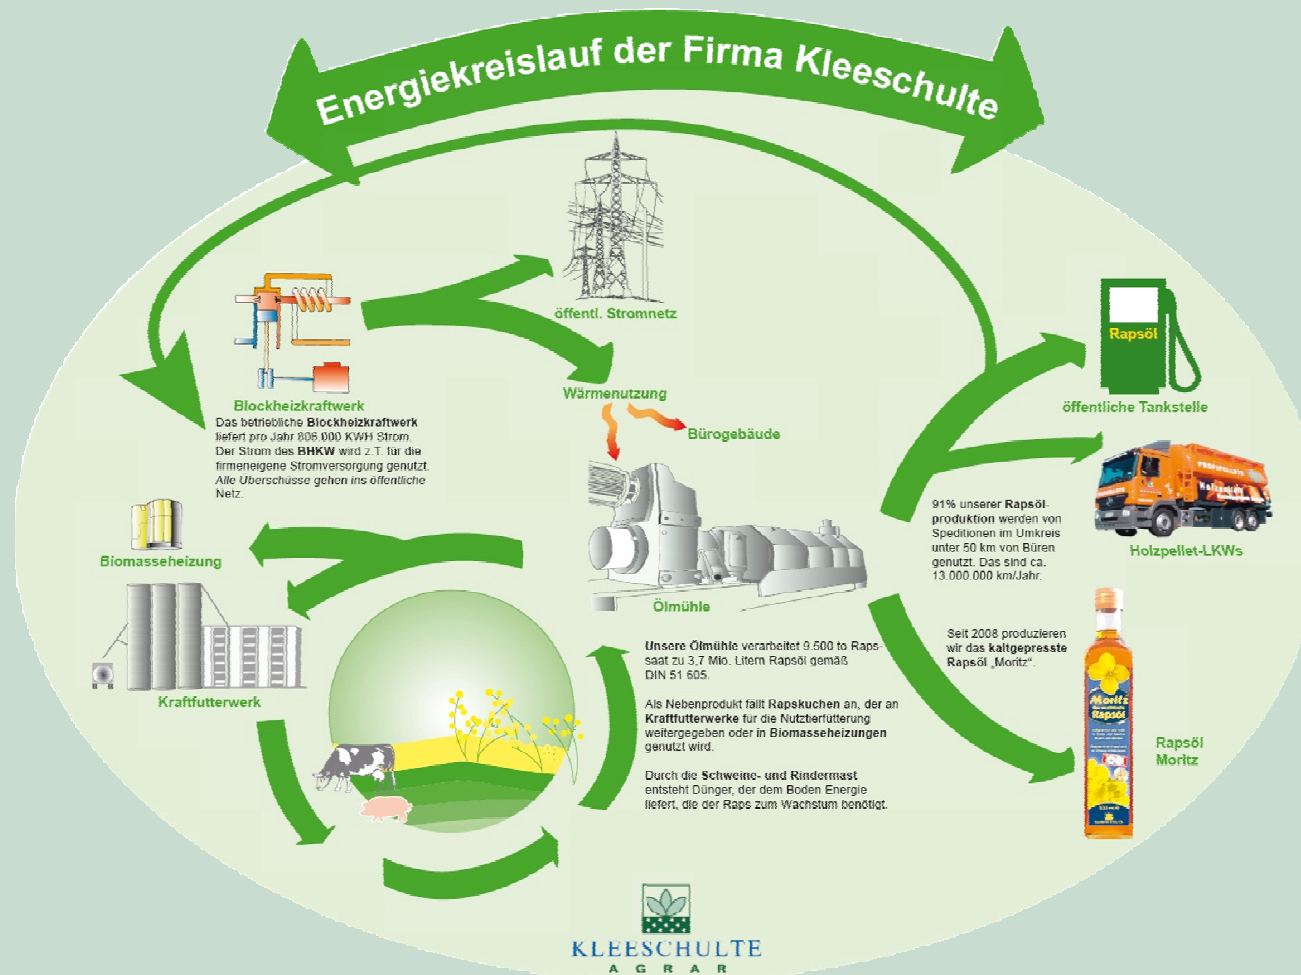 Energiekreislauf der Firma Kleeschulte
öffentl. Stromnetz
Wärmenutzung
Bürogebäude
Blockheizkraftwerk
Das betriebliche Blockheizkraftwerk
liefert pro Jahr 806.000 KWH Strom.
Der Strom des BHKW wird z.T. für die
firmeneigene Stromversorgung genutzt.
Alle Überschüsse gehen ins öffentliche
Netz.
Biomasseheizung
Kraftfutterwerk
Ölmühle
Unsere Ölmühle verarbeitet 9.500 to Raps-
saat zu 3,7 Mio. Litern Rapsöl gemäß
DIN 51 605.
Als Nebenprodukt fällt Rapskuchen an, der an
Kraftfutterwerke für die Nutztierfütterung
weitergegeben oder in Biomasseheizungen
genutzt wird.
Durch die Schweine- und Rindermast
entsteht Dünger, der dem Boden Energie
liefert, die der Raps zum Wachstum benötigt.
Rapsöl
öffentliche Tankstelle
91% unserer Rapsöl-
produktion werden von
Speditionen im Umkreis
unter 50 km von Büren
genutzt. Das sind ca.
13.000.000 km/Jahr.
Holzpellet-LKWs
Seit 2008 produzieren
wir das kaltgepresste
Rapsöl „Moritz“.
Moritz
Rapsöl
Rapsöl
Moritz
KLEESCHULTE
AGRAR